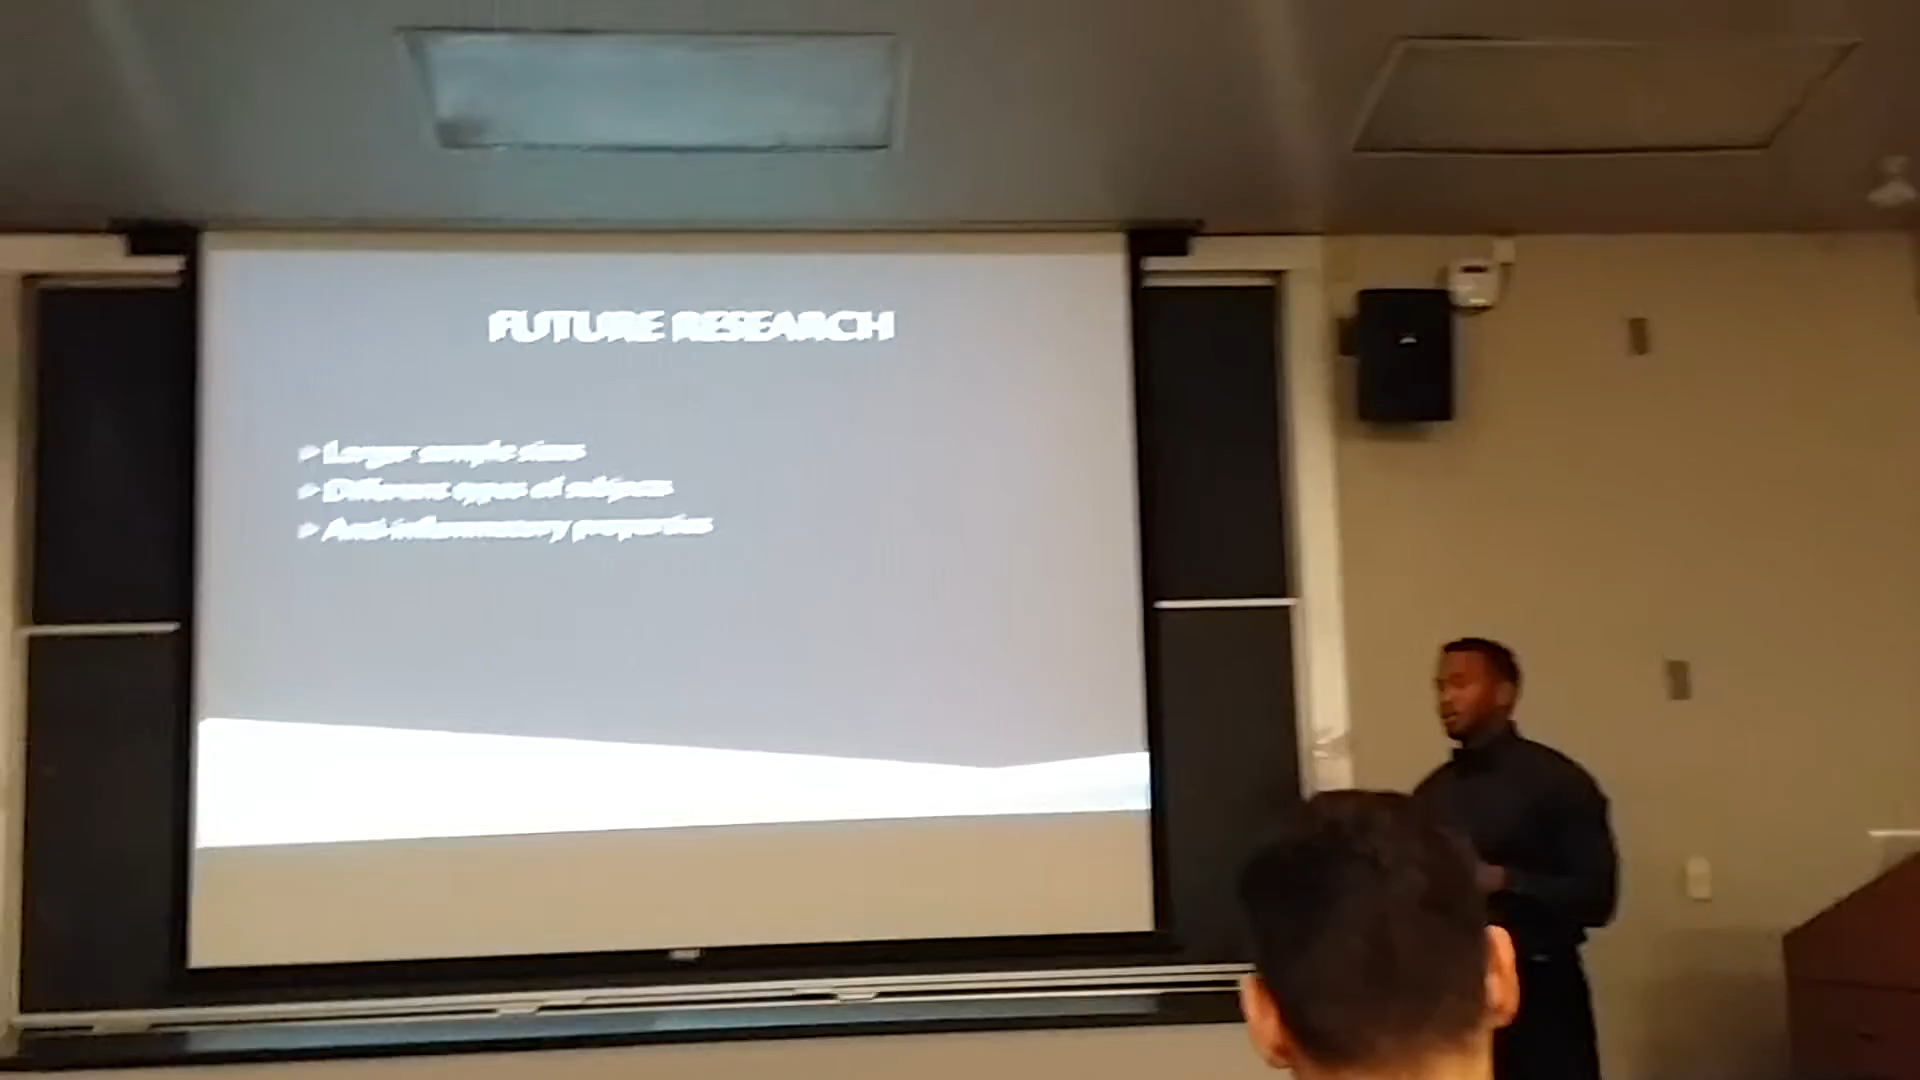 FUTURE RESEARCH
Larger sample sizes
Different types of subjects
Anti-inflammatory properties